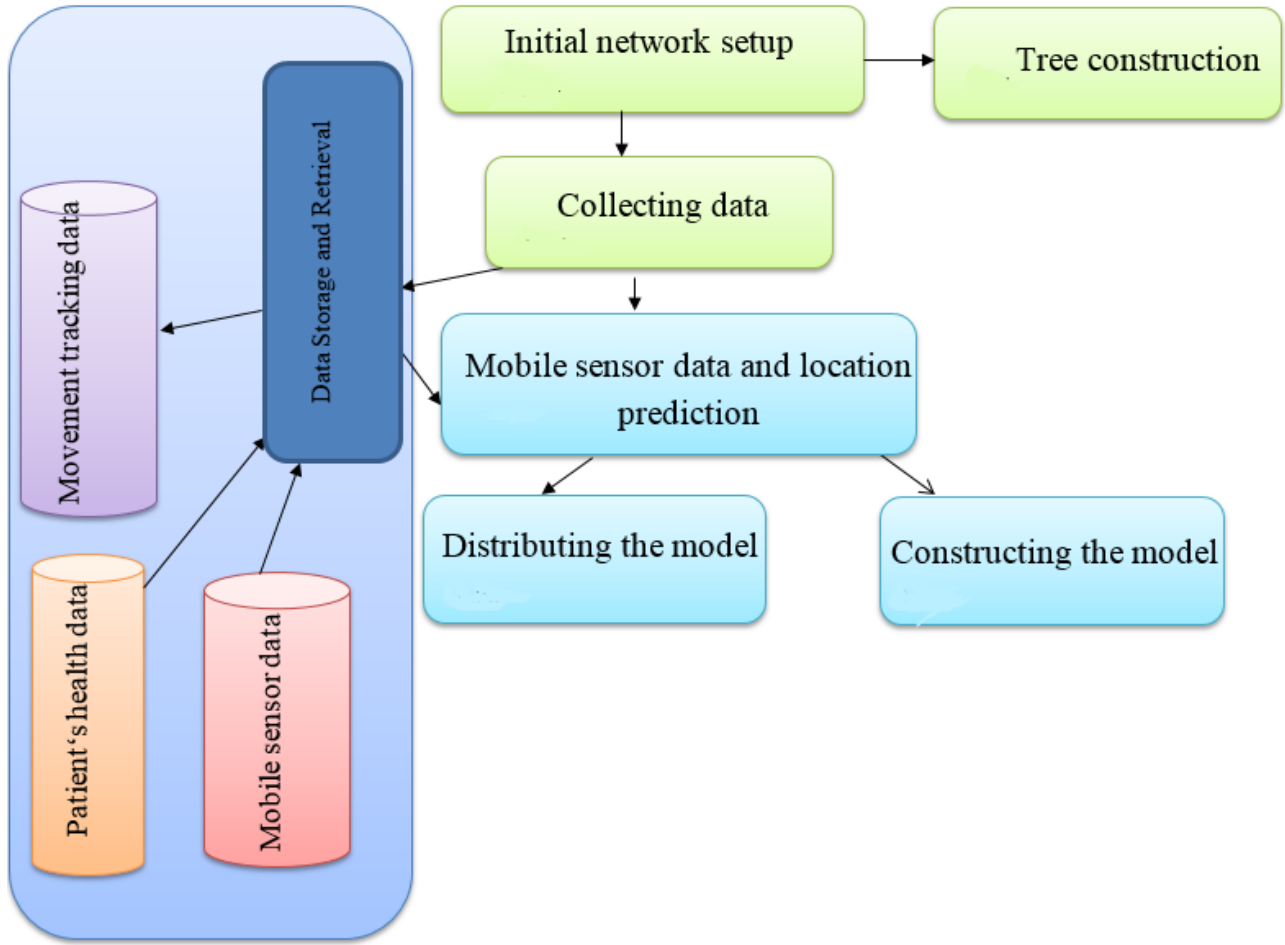 Initial network setup
Tree construction
Collecting data
Data Storage and Retrieval
Movement tracking data
Mobile sensor data and location
prediction
Distributing the model
Constructing the model
Patient‘s health data
Mobile sensor data